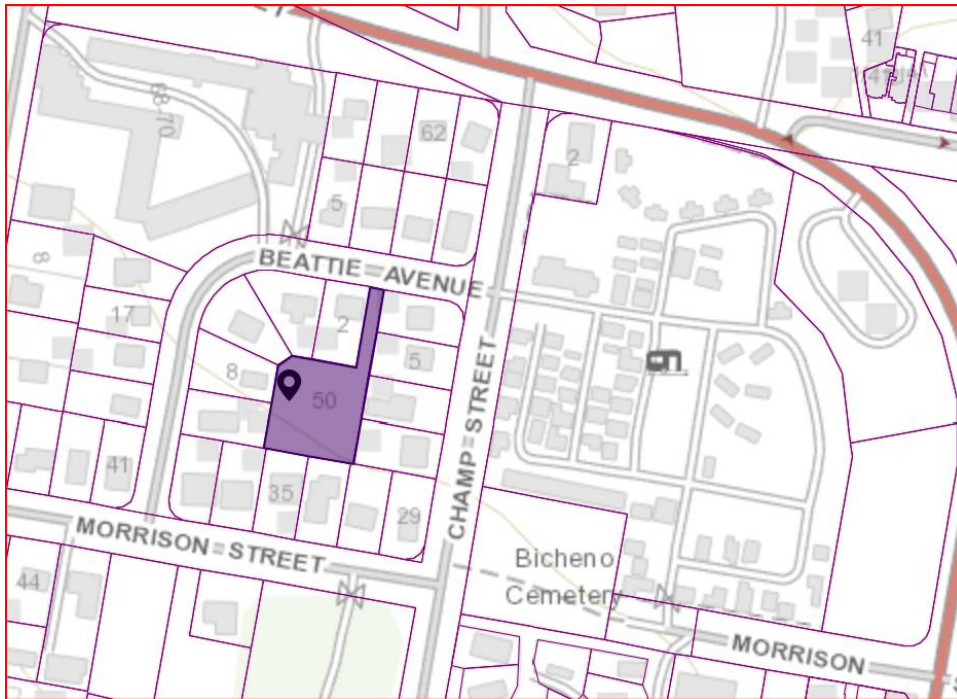 41
68-70
62
2
5
8
BEATTIE AVENUE
17
2
5
8
50
CHAMP STREET
41
35
29
MORRISON STREET
Bicheno
Cemetery
44
MORRISON